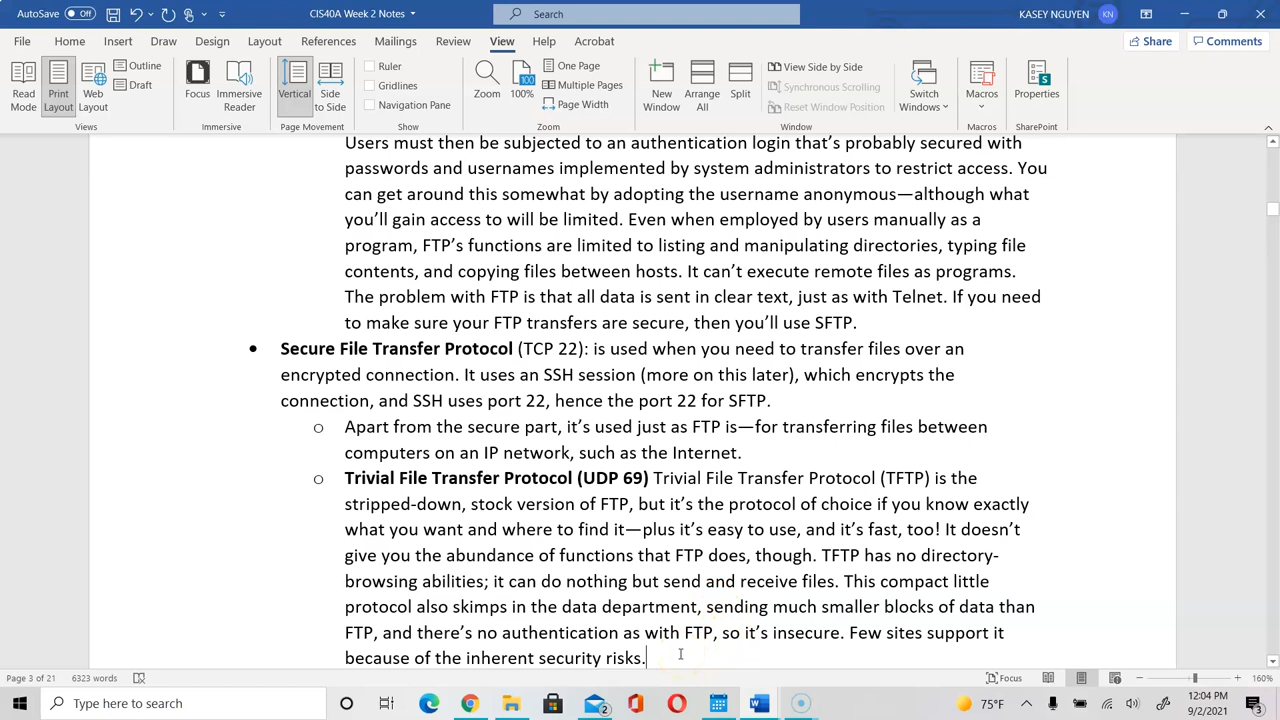 AutoSave Off
CIS40A Week 2 Notes
Search
KASEY NGUYEN KN
File Home Insert Draw Design Layout References Mailings Review View Help Acrobat
Share Comments
Read Mode
Print Layout
Web Layout
Outline
Draft
Views
Focus
Immersive Reader
Immersive
Vertical
Side to Side
Page Movement
Ruler
Gridlines
Navigation Pane
Show
Zoom
100
100%
One Page
Multiple Pages
Page Width
Zoom
New Window
Arrange All
Split
View Side by Side
Synchronous Scrolling
Reset Window Position
Switch Windows
Window
Macros
Macros
Properties
SharePoint
Users must then be subjected to an authentication login that’s probably secured with
passwords and usernames implemented by system administrators to restrict access. You
can get around this somewhat by adopting the username anonymous—although what
you’ll gain access to will be limited. Even when employed by users manually as a
program, FTP’s functions are limited to listing and manipulating directories, typing file
contents, and copying files between hosts. It can’t execute remote files as programs.
The problem with FTP is that all data is sent in clear text, just as with Telnet. If you need
to make sure your FTP transfers are secure, then you’ll use SFTP.
• Secure File Transfer Protocol (TCP 22): is used when you need to transfer files over an
encrypted connection. It uses an SSH session (more on this later), which encrypts the
connection, and SSH uses port 22, hence the port 22 for SFTP.
o Apart from the secure part, it’s used just as FTP is—for transferring files between
computers on an IP network, such as the Internet.
o Trivial File Transfer Protocol (UDP 69) Trivial File Transfer Protocol (TFTP) is the
stripped-down, stock version of FTP, but it’s the protocol of choice if you know exactly
what you want and where to find it—plus it’s easy to use, and it’s fast, too! It doesn’t
give you the abundance of functions that FTP does, though. TFTP has no directory-
browsing abilities; it can do nothing but send and receive files. This compact little
protocol also skimps in the data department, sending much smaller blocks of data than
FTP, and there’s no authentication as with FTP, so it’s insecure. Few sites support it
because of the inherent security risks.
Page 3 of 21 6323 words
Focus
160%
Type here to search
2
W
75°F
12:04 PM
9/2/2021
3